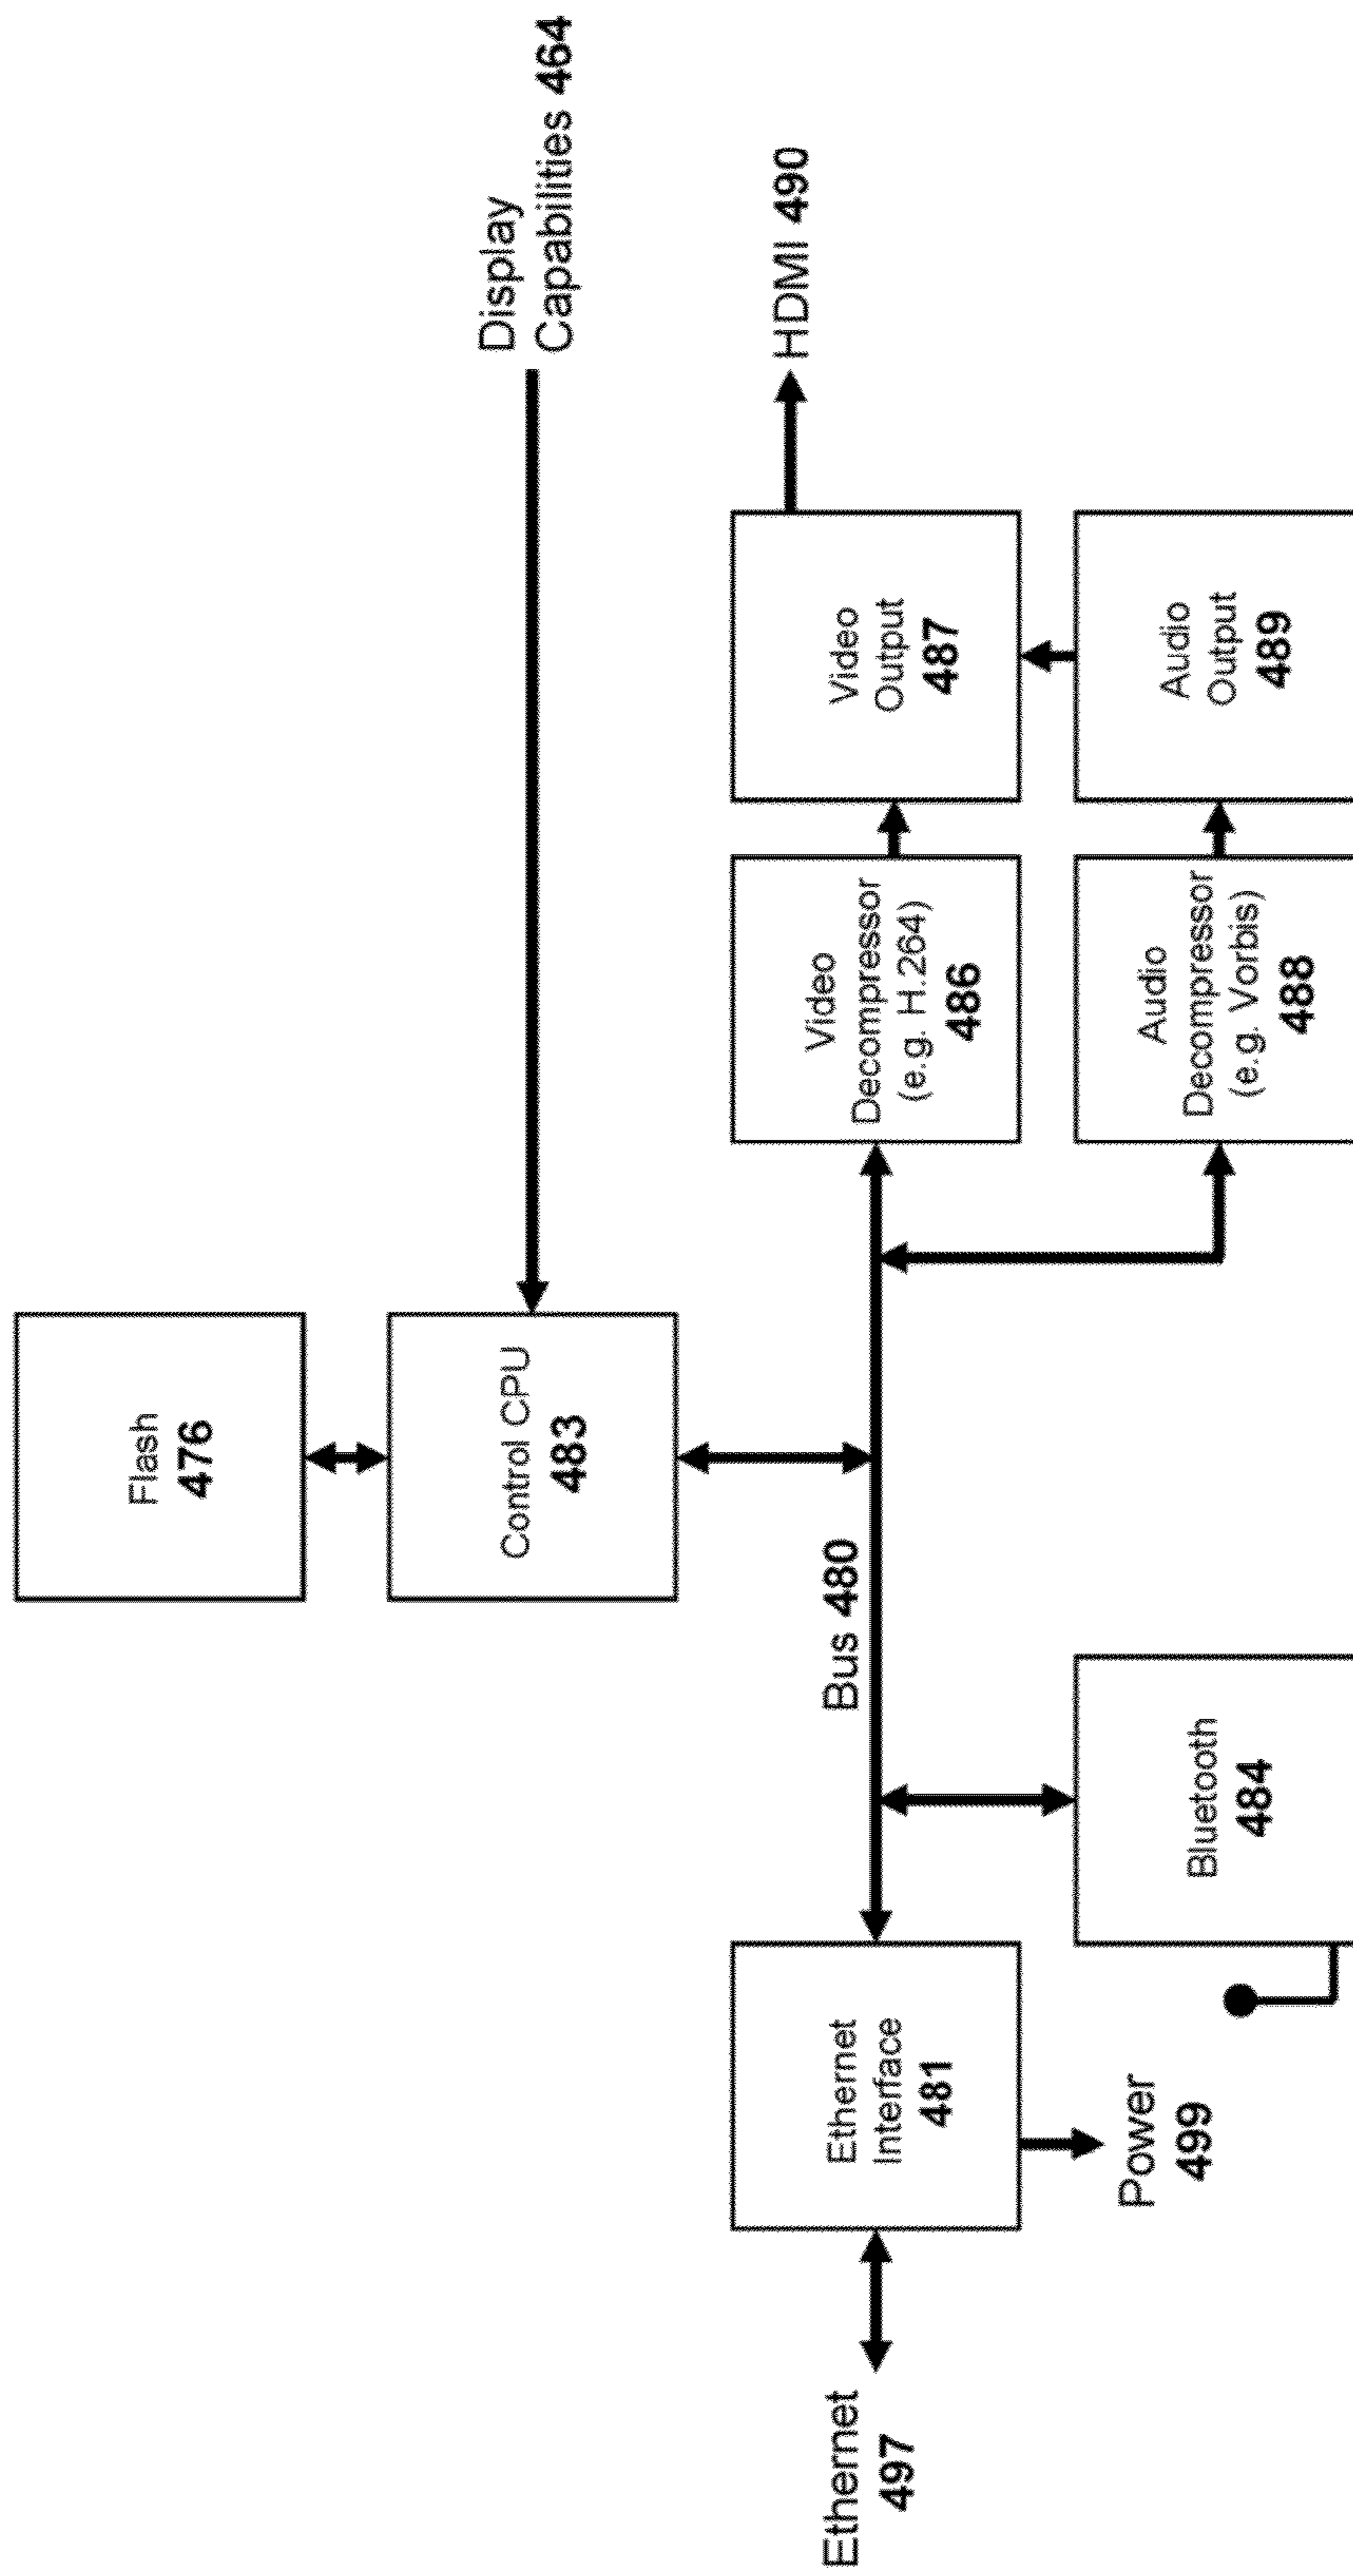 Display
Capabilities 464
Flash
476
Control CPU
483
HDMI 490
Video
Output
487
Video
Decompressor
(e.g. H.264)
486
Bus 480
Ethernet
Interface
481
Ethernet
497
Audio
Output
489
Audio
Decompressor
(e.g. Vorbis)
488
Bluetooth
484
Power
499